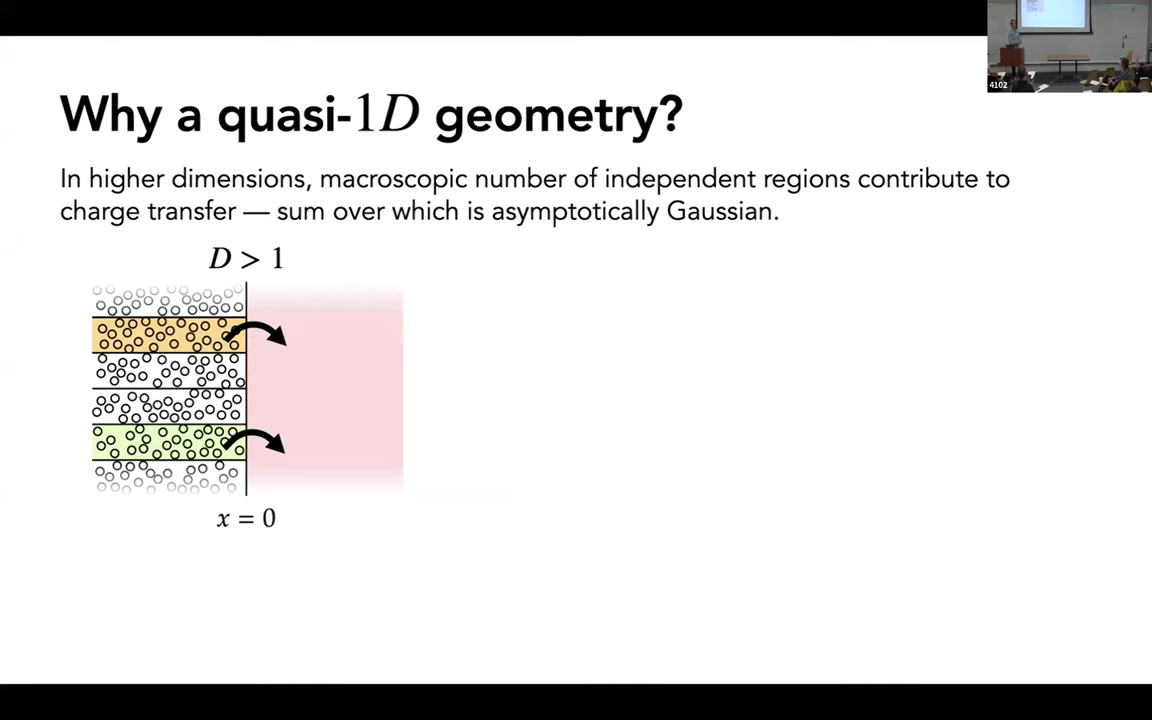 4102
Why a quasi-1D geometry?
In higher dimensions, macroscopic number of independent regions contribute to
charge transfer — sum over which is asymptotically Gaussian.
D > 1
x = 0